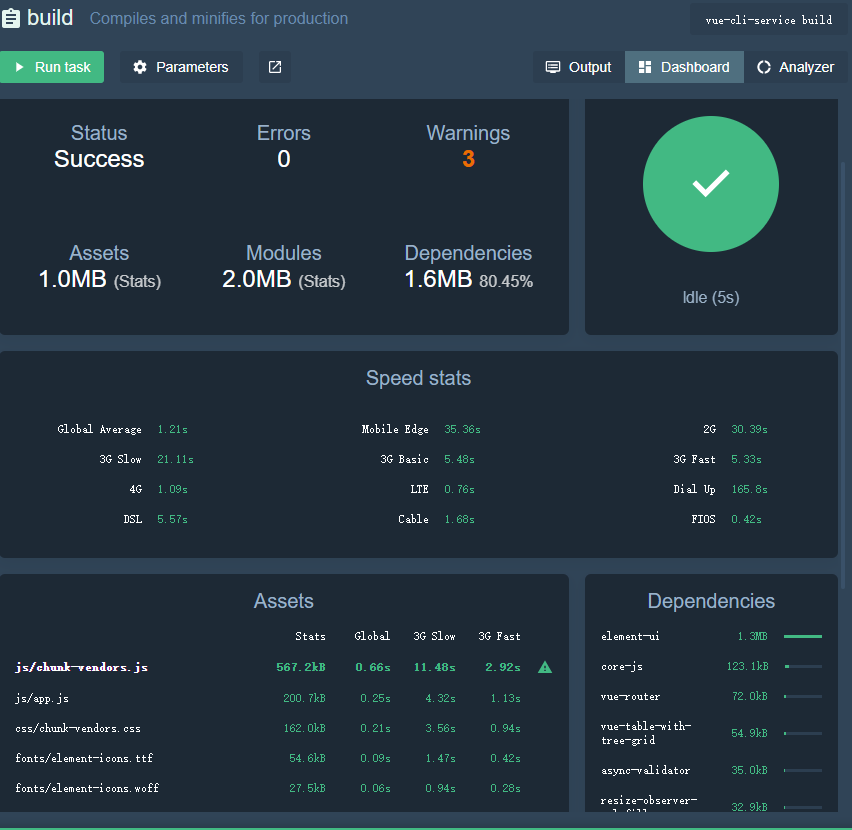 build Compiles and minifies for production vue-cli-service build
Run task Parameters Output Dashboard Analyzer
Status Errors Warnings
Success 0 3
Assets Modules Dependencies
1.0MB (Stats) 2.0MB (Stats) 1.6MB 80.45%
Idle (5s)
Speed stats
Global Average 1.21s Mobile Edge 35.36s 2G 30.39s
3G Slow 21.11s 3G Basic 5.48s 3G Fast 5.33s
4G 1.09s LTE 0.76s Dial Up 165.8s
DSL 5.57s Cable 1.68s FIOS 0.42s
Assets
Stats Global 3G Slow 3G Fast
js/chunk-vendors.js 567.2kB 0.66s 11.48s 2.92s
js/app.js 200.7kB 0.25s 4.32s 1.13s
css/chunk-vendors.css 162.0kB 0.21s 3.56s 0.94s
fonts/element-icons.ttf 54.6kB 0.09s 1.47s 0.42s
fonts/element-icons.woff 27.5kB 0.06s 0.94s 0.28s
Dependencies
element-ui 1.3MB
core-js 123.1kB
vue-router 72.0kB
vue-table-with-
tree-grid 54.9kB
async-validator 35.0kB
resize-observer-
32.9kB